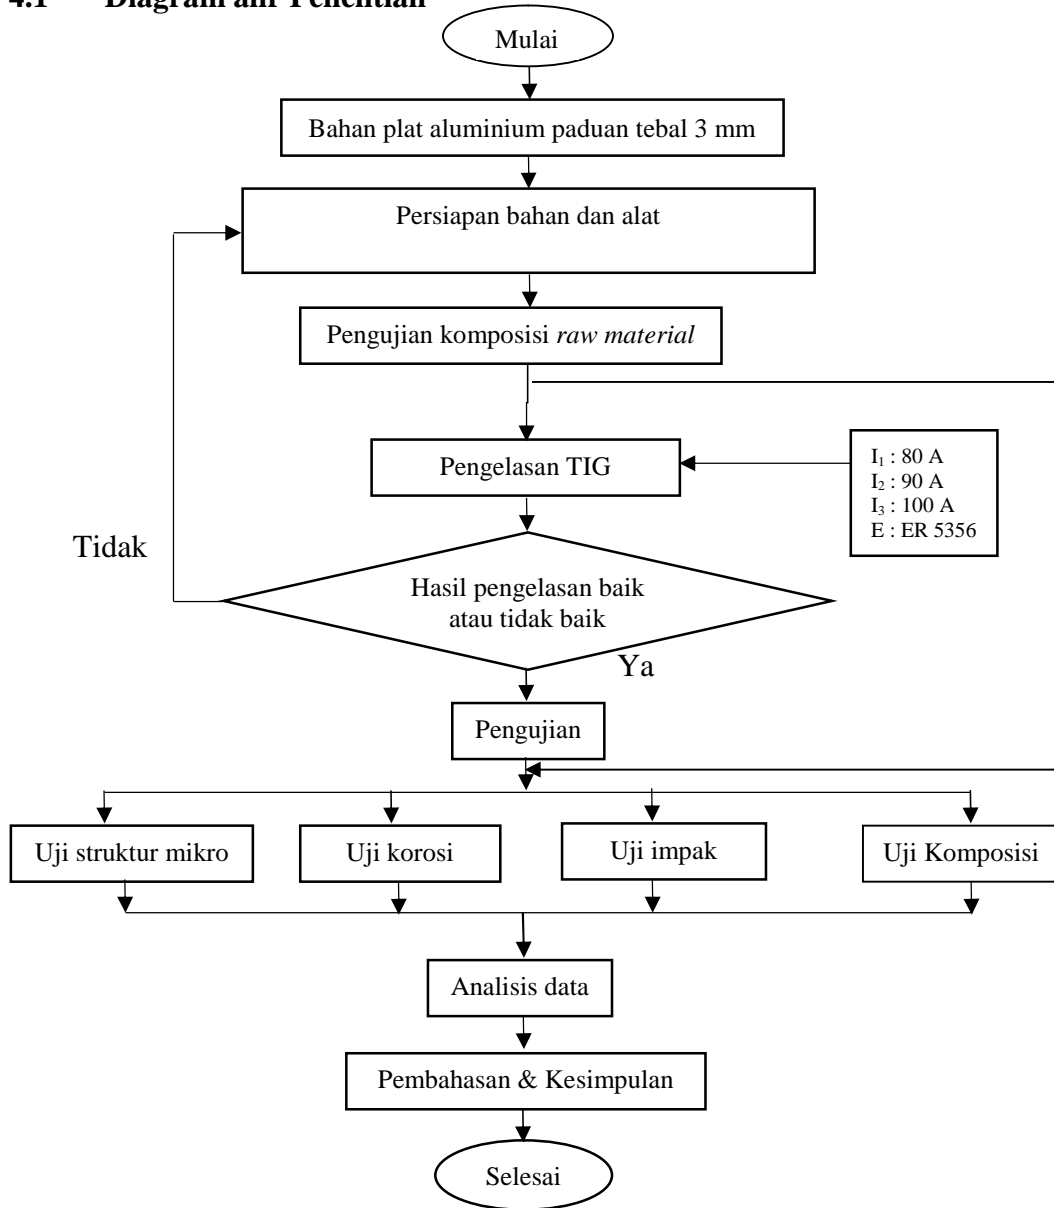 4.1 Diagram alir Penelitian
Mulai
Bahan plat aluminium paduan tebal 3 mm
Persiapan bahan dan alat
Pengujian komposisi raw material
Pengelasan TIG
I₁ : 80 A
I₂ : 90 A
I₃ : 100 A
E : ER 5356
Tidak
Hasil pengelasan baik
atau tidak baik
Ya
Pengujian
Uji struktur mikro
Uji korosi
Uji impak
Uji Komposisi
Analisis data
Pembahasan & Kesimpulan
Selesai